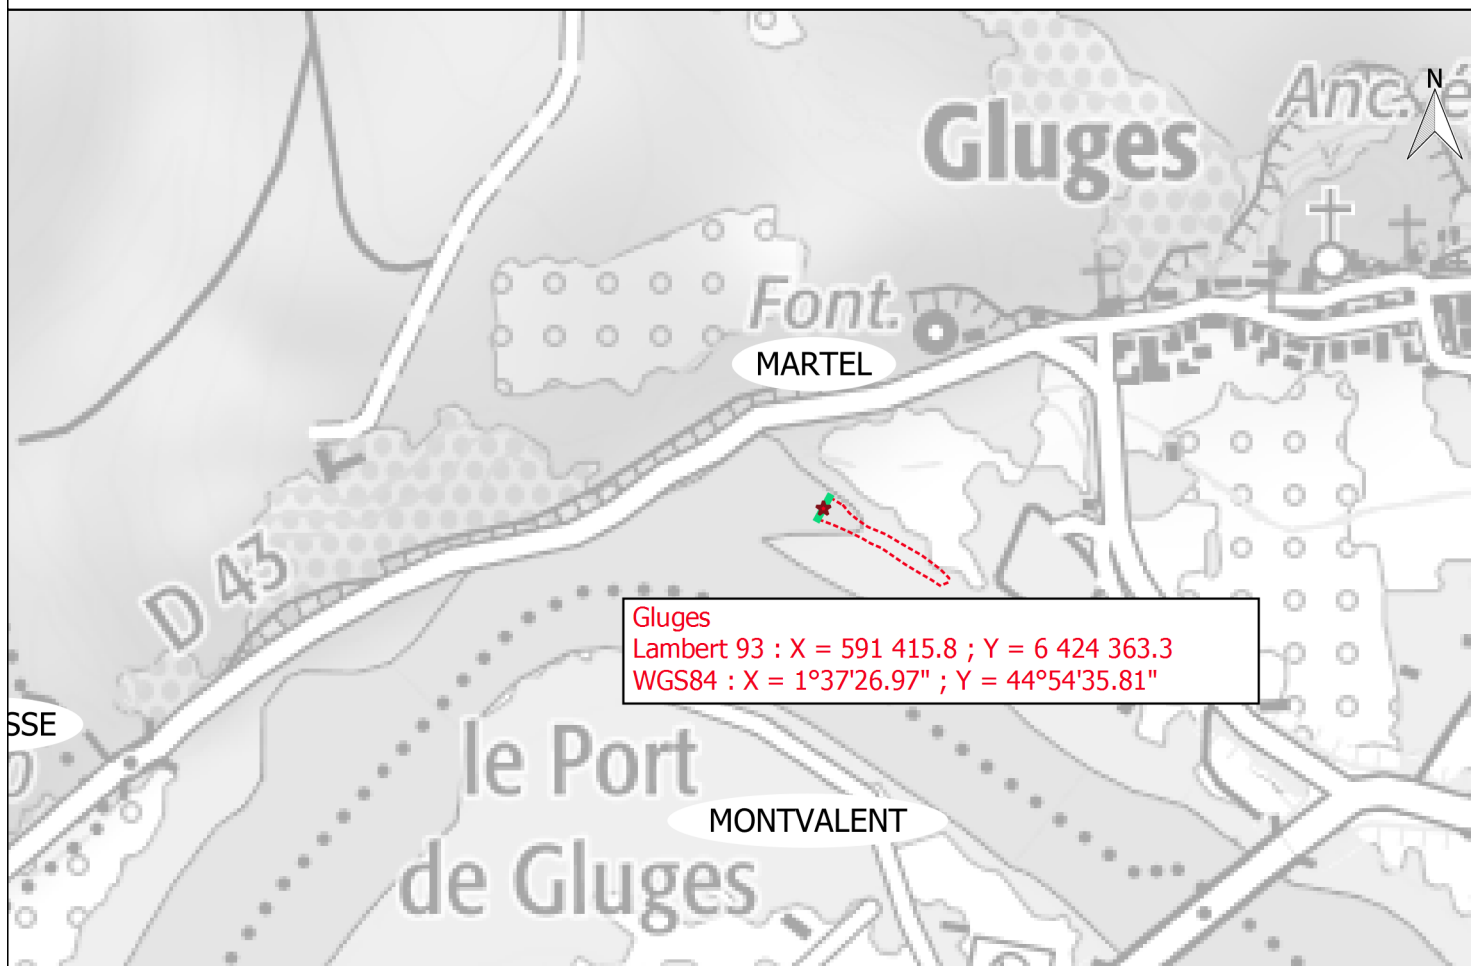 N
Gluges
Font.
MARTEL
D 43
Gluges
Lambert 93 : X = 591 415.8 ; Y = 6 424 363.3
WGS84 : X = 1°37'26.97" ; Y = 44°54'35.81"
SSE
le Port
de Gluges
MONTVALENT